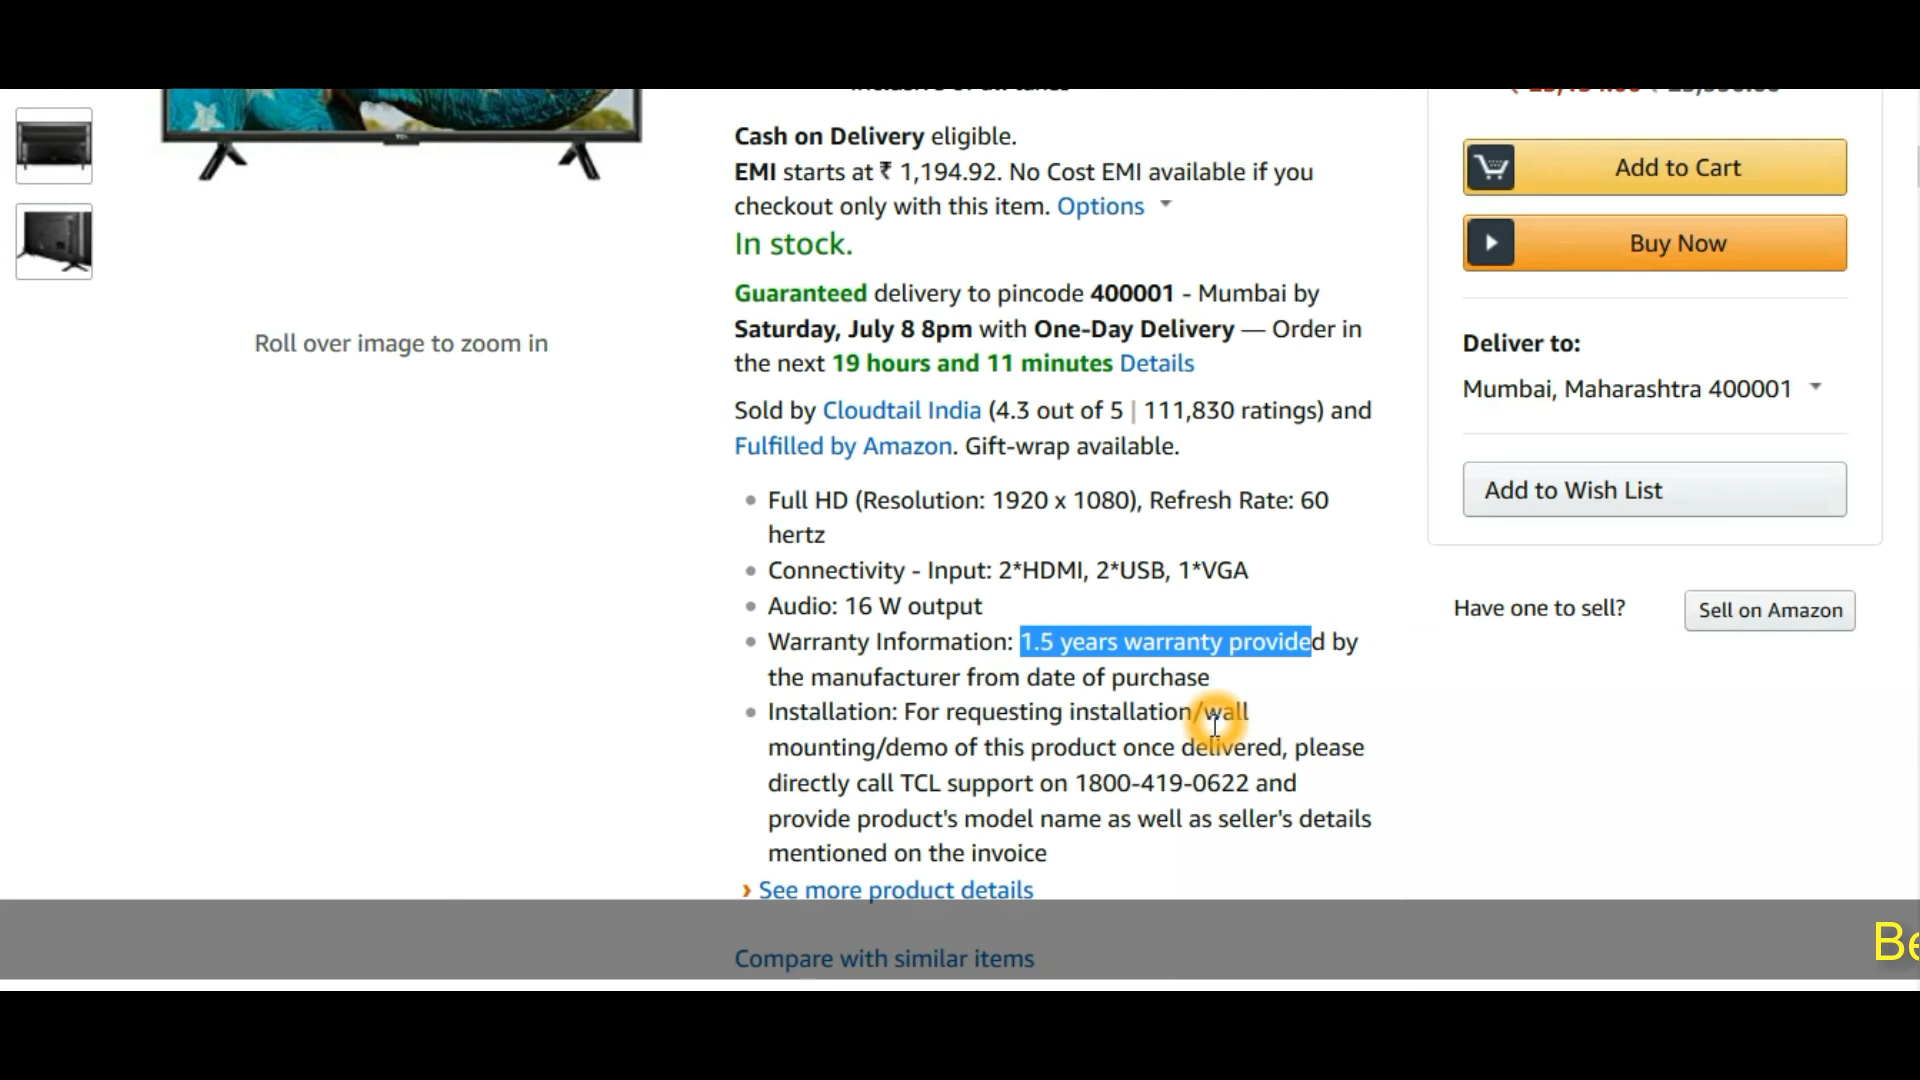 Cash on Delivery eligible.
EMI starts at ₹ 1,194.92. No Cost EMI available if you
checkout only with this item. Options
In stock.
Guaranteed delivery to pincode 400001 - Mumbai by
Saturday, July 8 8pm with One-Day Delivery — Order in
the next 19 hours and 11 minutes Details
Sold by Cloudtail India (4.3 out of 5 | 111,830 ratings) and
Fulfilled by Amazon. Gift-wrap available.
Full HD (Resolution: 1920 x 1080), Refresh Rate: 60
hertz
Connectivity - Input: 2*HDMI, 2*USB, 1*VGA
Audio: 16 W output
Warranty Information: 1.5 years warranty provided by
the manufacturer from date of purchase
Installation: For requesting installation/wall
mounting/demo of this product once delivered, please
directly call TCL support on 1800-419-0622 and
provide product's model name as well as seller's details
mentioned on the invoice
› See more product details
Compare with similar items
TCL
Roll over image to zoom in
Add to Cart
Buy Now
Deliver to:
Mumbai, Maharashtra 400001
Add to Wish List
Have one to sell?
Sell on Amazon
Be